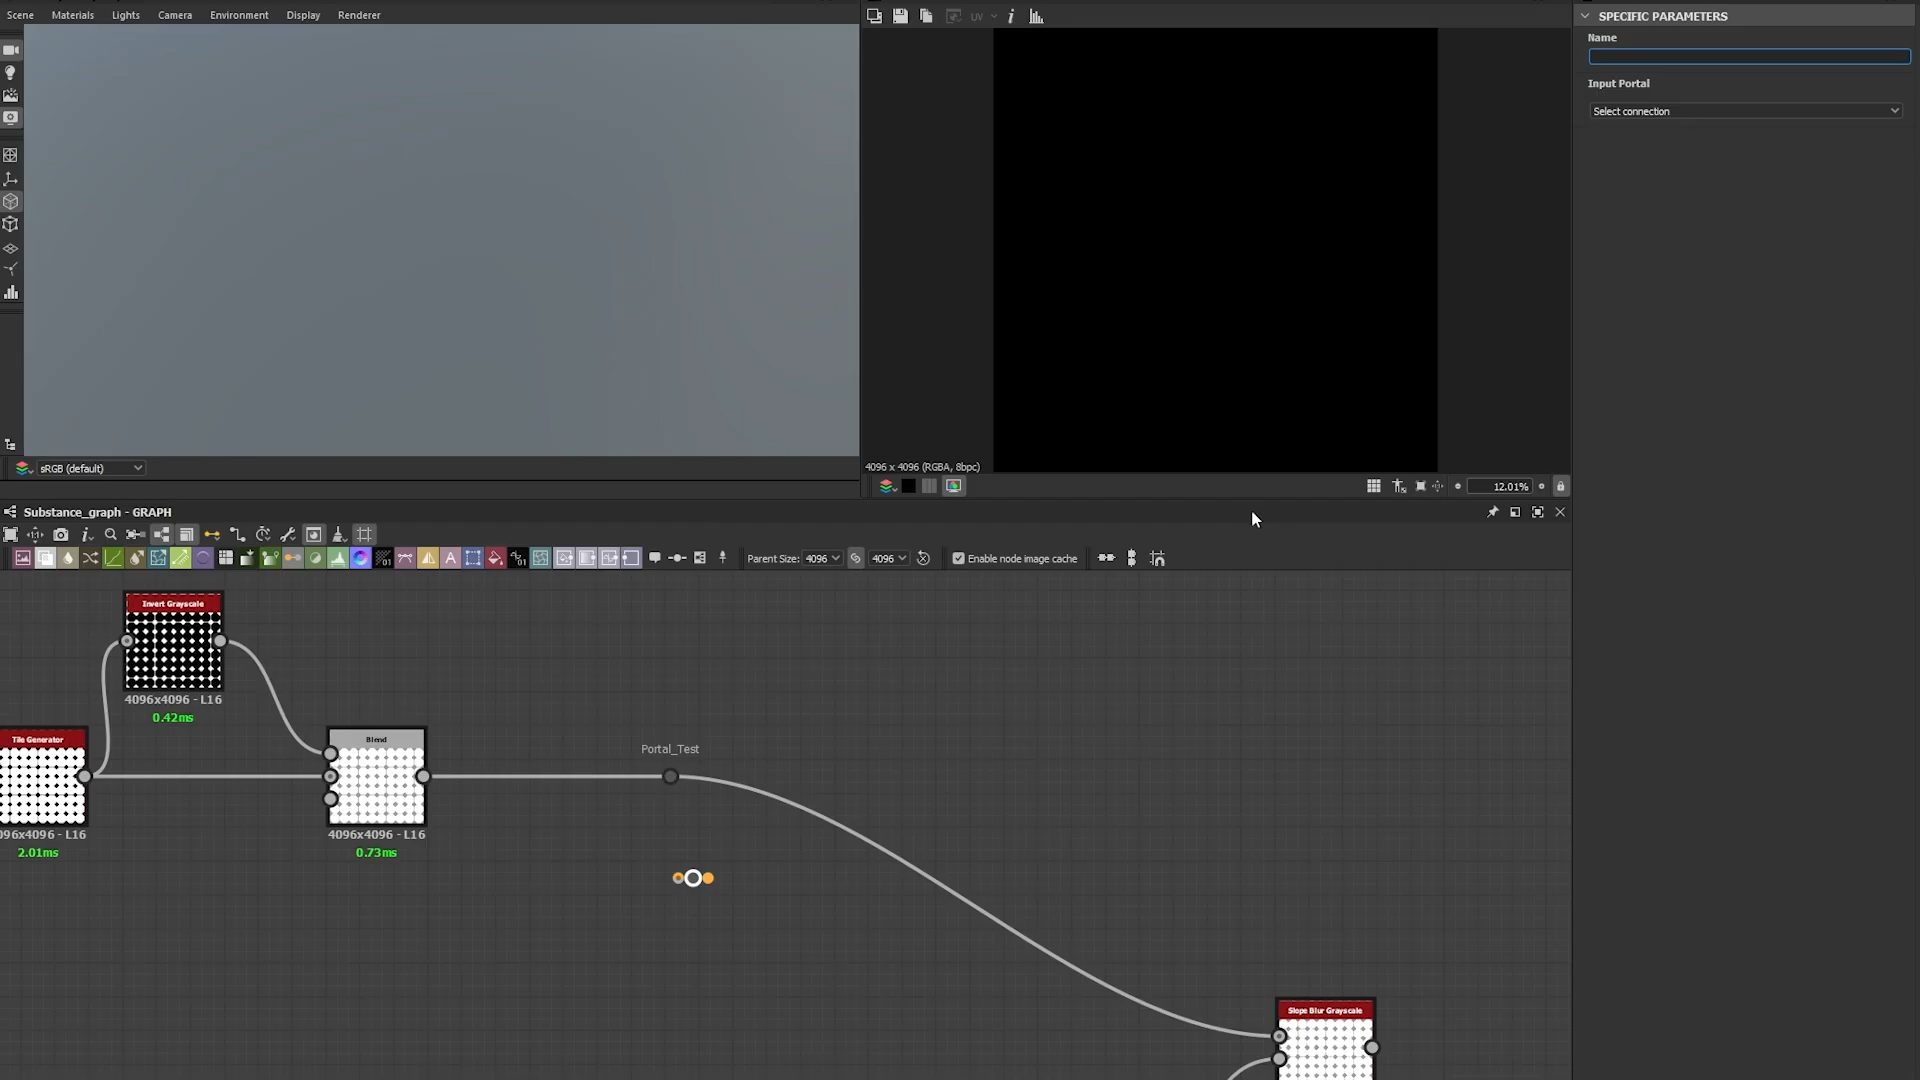 Scene Materials Lights Camera Environment Display Renderer
UV
SPECIFIC PARAMETERS
Name
Input Portal
Select connection
sRGB (default)
4096 x 4096 (RGBA, 8bpc)
12.01%
Substance_graph - GRAPH
Parent Size: 4096 4096 Enable node image cache
Invert Grayscale
4096x4096 - L16
0.42ms
Tile Generator
096x4096 - L16
2.01ms
Blend
4096x4096 - L16
0.73ms
Portal_Test
Slope Blur Grayscale